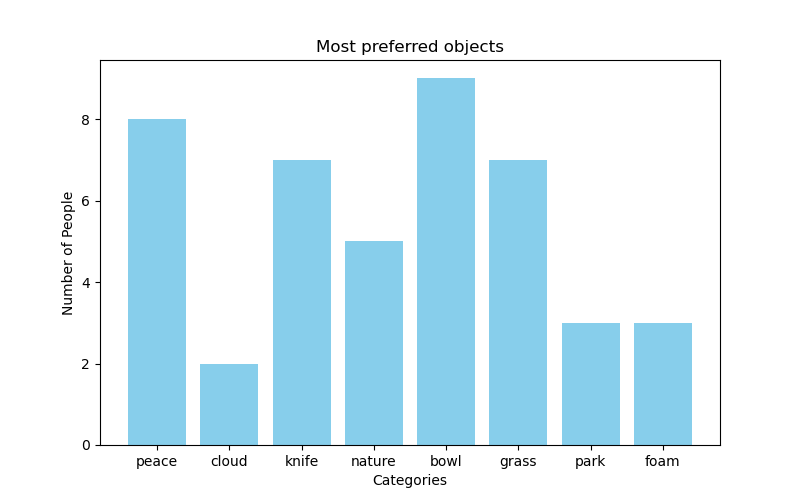 Most preferred objects
Number of People
8
6
4
2
0
peace cloud knife nature bowl grass park foam
Categories